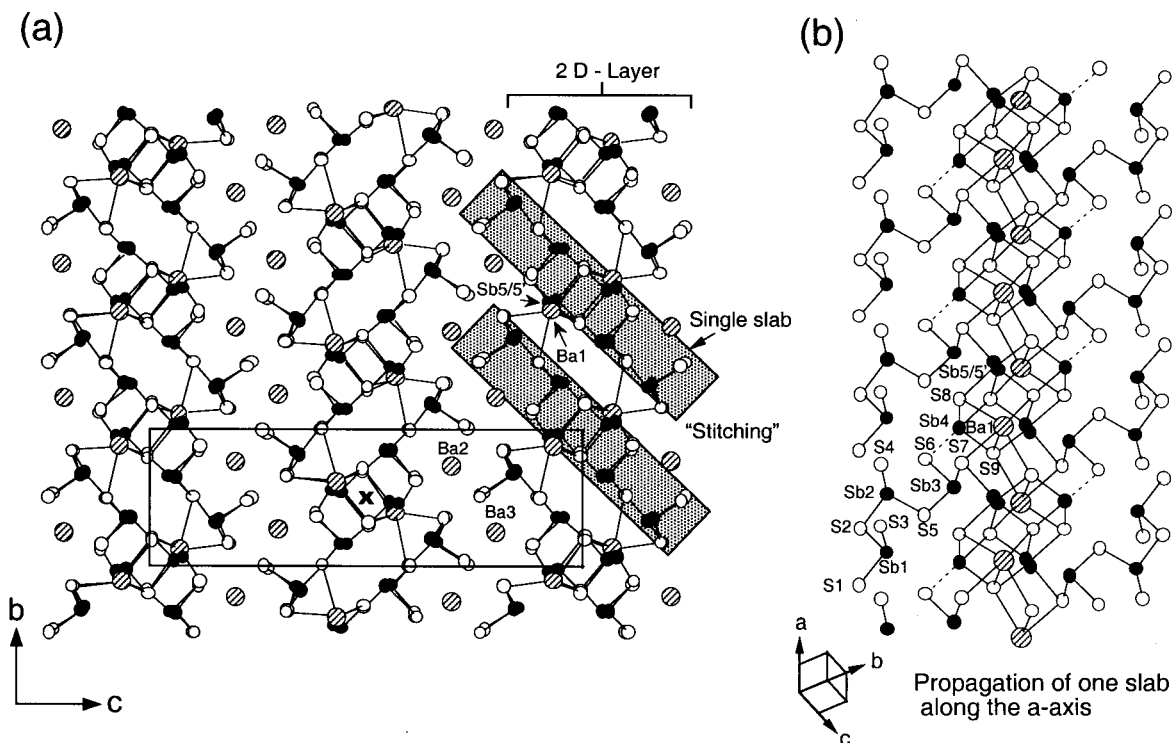 (a)
2 D - Layer
Sb5/5'
Ba1
Single slab
"Stitching"
Ba2
x
Ba3
b
c
(b)
Sb5/5'
S8
Sb4
Ba1
S4
S6
S7
S9
Sb2
Sb3
S2
S3
S5
Sb1
S1
a
b
c
Propagation of one slab
along the a-axis